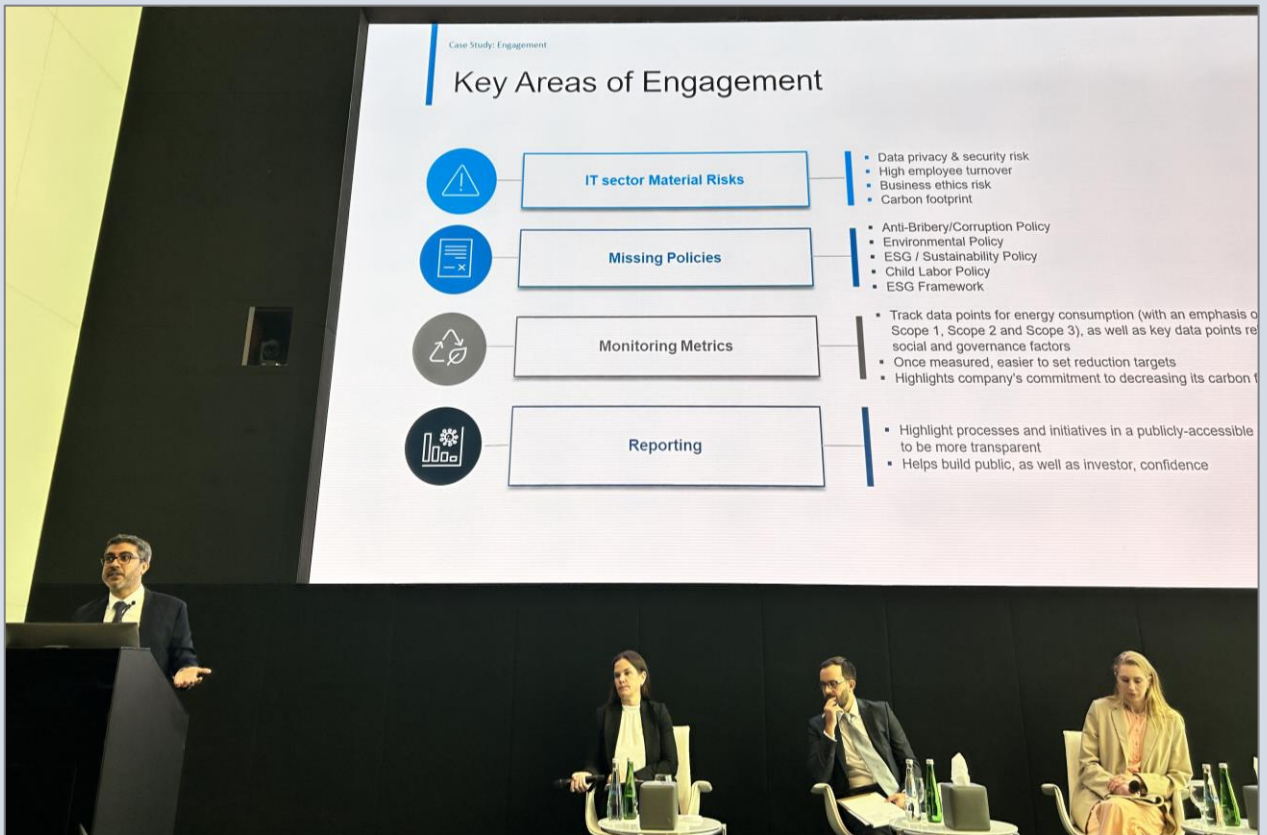 Case Study: Engagement
Key Areas of Engagement
IT sector Material Risks
▪ Data privacy & security risk
▪ High employee turnover
▪ Business ethics risk
▪ Carbon footprint
Missing Policies
▪ Anti-Bribery/Corruption Policy
▪ Environmental Policy
▪ ESG / Sustainability Policy
▪ Child Labor Policy
▪ ESG Framework
Monitoring Metrics
▪ Track data points for energy consumption (with an emphasis o
Scope 1, Scope 2 and Scope 3), as well as key data points re
social and governance factors
▪ Once measured, easier to set reduction targets
▪ Highlights company's commitment to decreasing its carbon f
Reporting
▪ Highlight processes and initiatives in a publicly-accessible
to be more transparent
▪ Helps build public, as well as investor, confidence